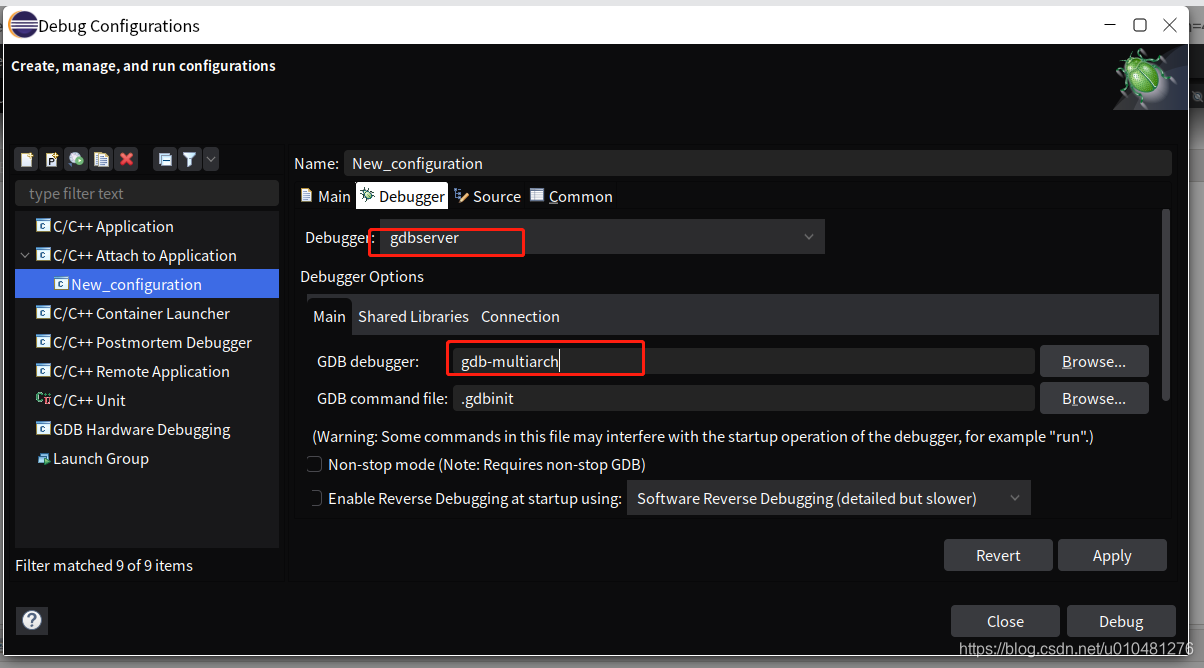 Debug Configurations
Create, manage, and run configurations
type filter text
C/C++ Application
C/C++ Attach to Application
New_configuration
C/C++ Container Launcher
C/C++ Postmortem Debugger
C/C++ Remote Application
C/C++ Unit
GDB Hardware Debugging
Launch Group
Filter matched 9 of 9 items
Name: New_configuration
Main Debugger Source Common
Debugger: gdbserver
Debugger Options
Main Shared Libraries Connection
GDB debugger: gdb-multiarch Browse...
GDB command file: .gdbinit Browse...
(Warning: Some commands in this file may interfere with the startup operation of the debugger, for example "run".)
Non-stop mode (Note: Requires non-stop GDB)
Enable Reverse Debugging at startup using: Software Reverse Debugging (detailed but slower)
Revert Apply
Close Debug
https://blog.csdn.net/u010481276